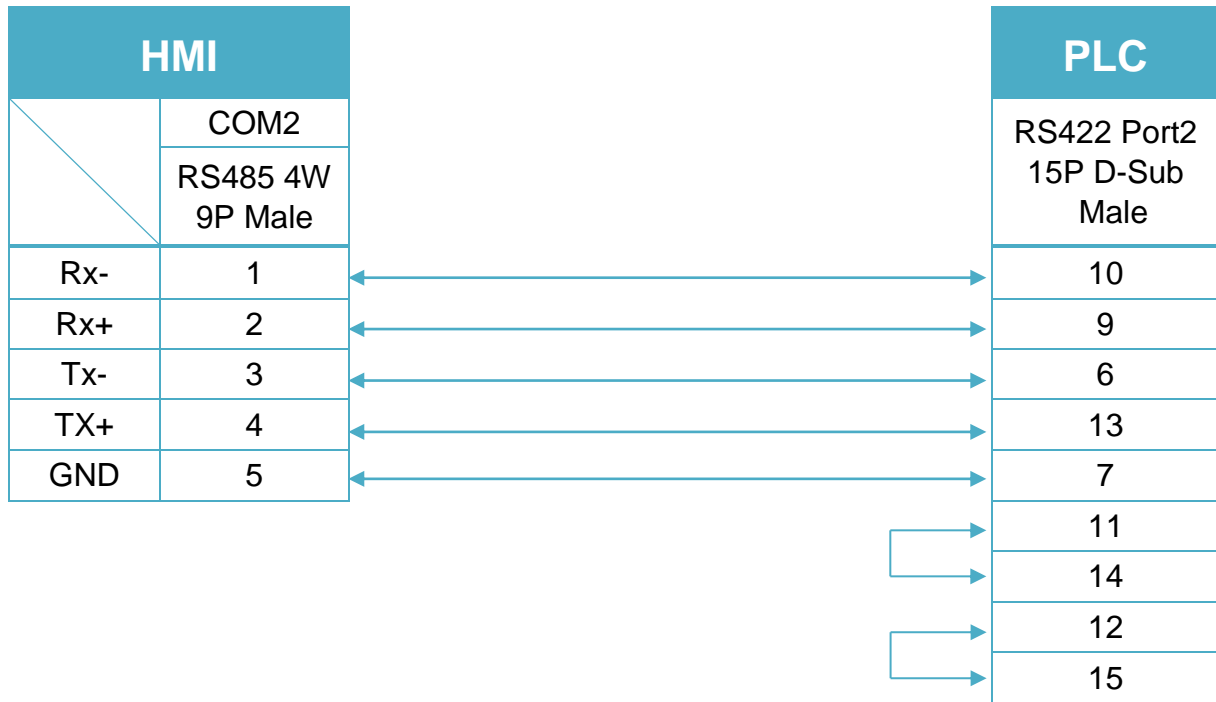 HMI
PLC
COM2
RS485 4W
9P Male
RS422 Port2
15P D-Sub
Male
Rx- 1 10
Rx+ 2 9
Tx- 3 6
TX+ 4 13
GND 5 7
11
14
12
15